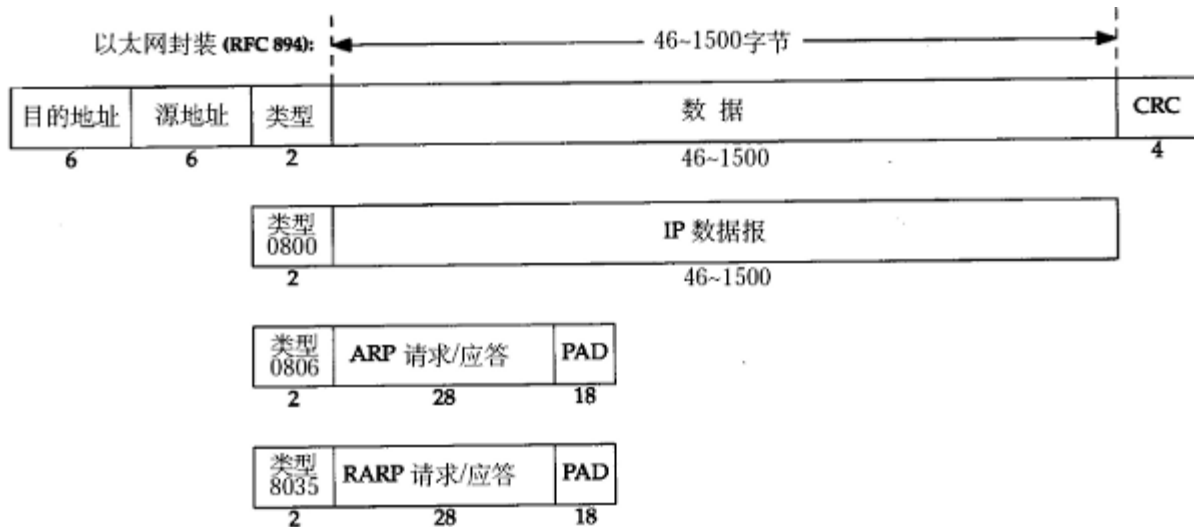 以太网封装 (RFC 894):
46~1500字节
目的地址 源地址 类型 数 据 CRC
6 6 2 46~1500 4
类型
0800
IP 数据报
2 46~1500
类型
0806
ARP 请求/应答 PAD
2 28 18
类型
8035
RARP 请求/应答 PAD
2 28 18